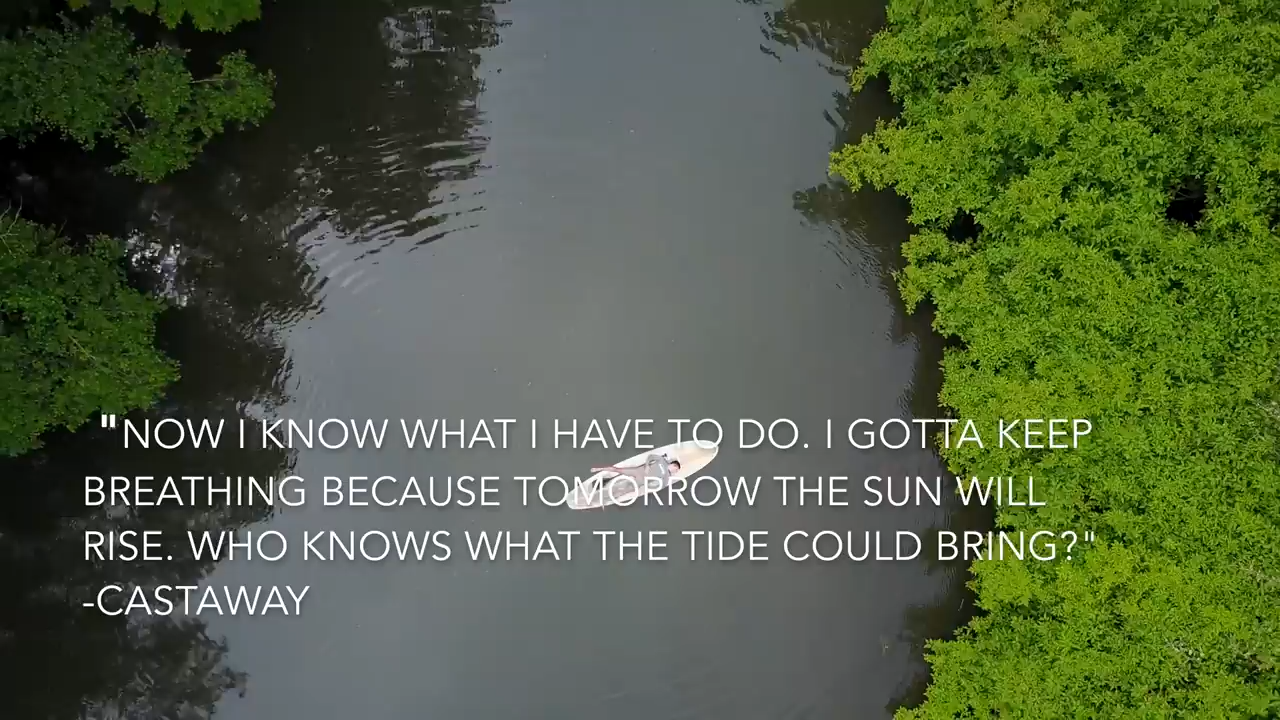 "NOW I KNOW WHAT I HAVE TO DO. I GOTTA KEEP
BREATHING BECAUSE TOMORROW THE SUN WILL
RISE. WHO KNOWS WHAT THE TIDE COULD BRING?"
-CASTAWAY